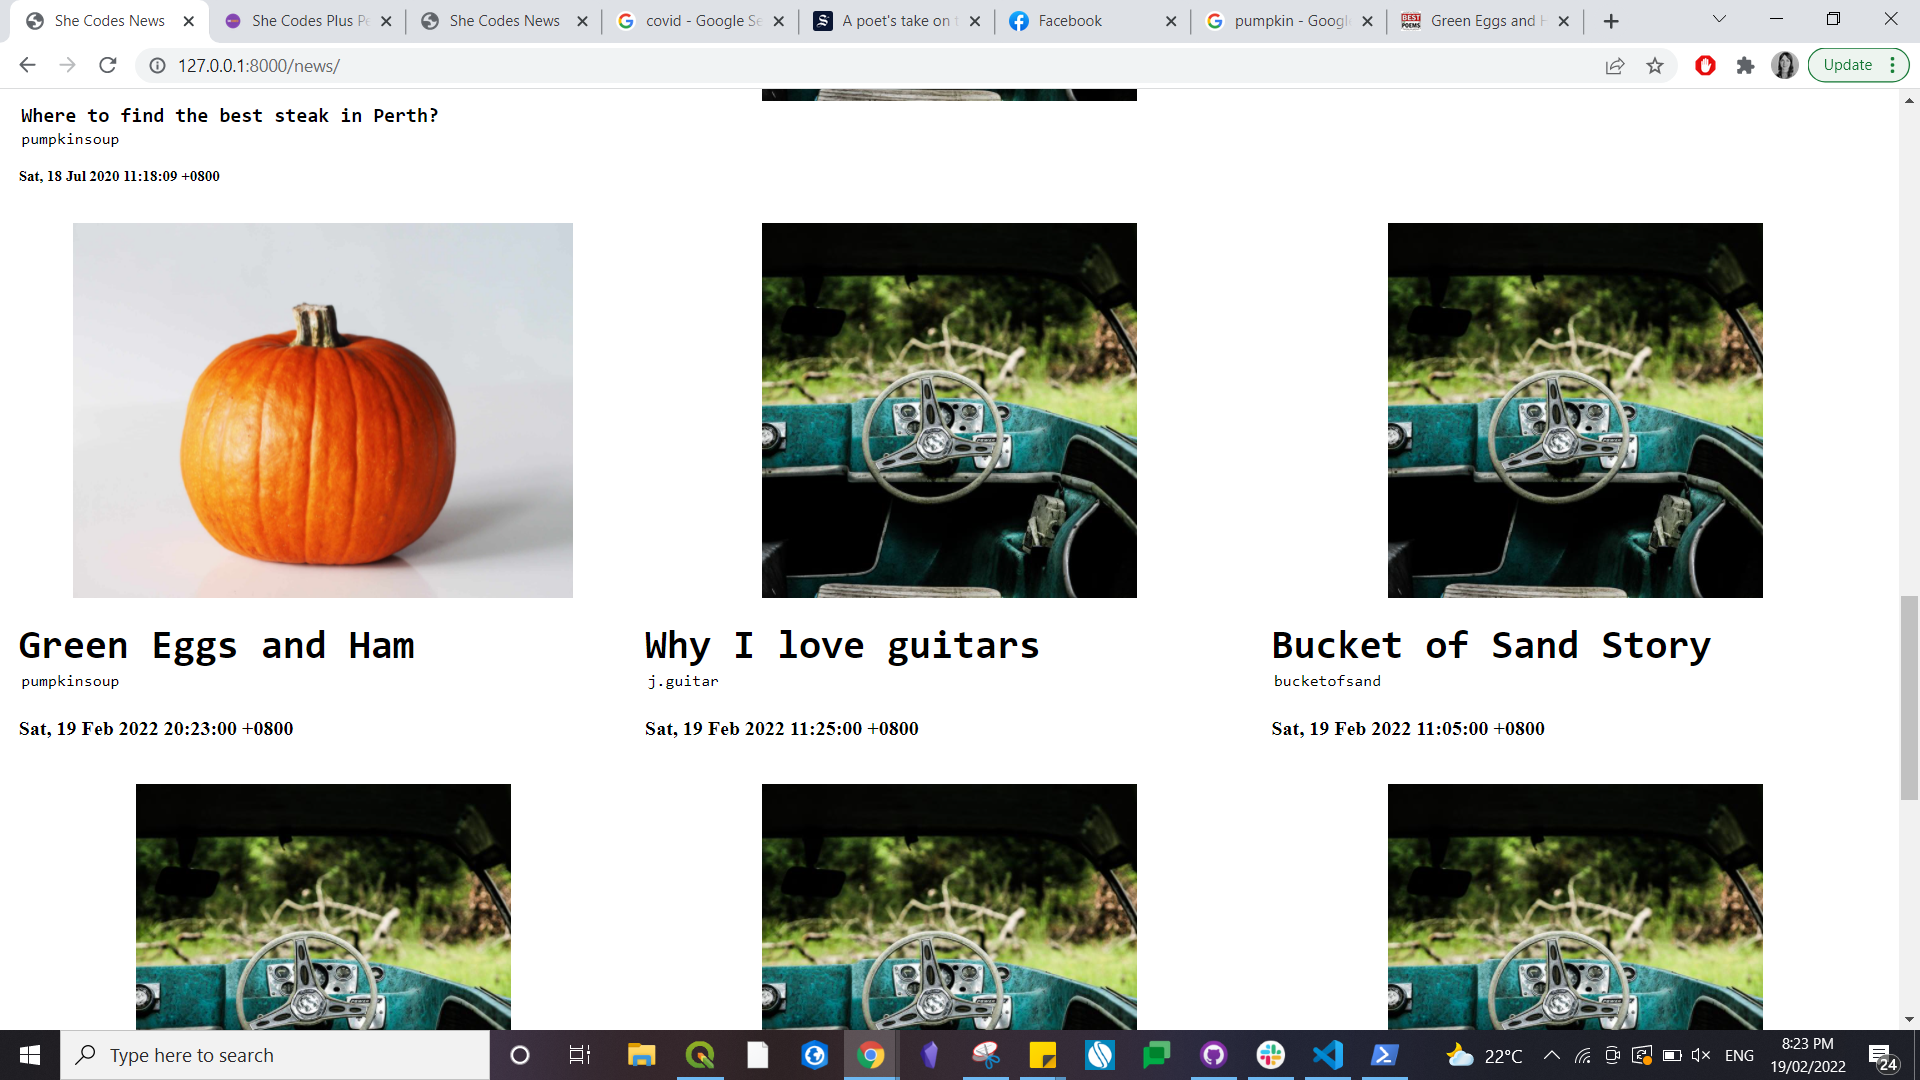 She Codes News
She Codes Plus Pe
She Codes News
covid - Google Se
A poet's take on t
Facebook
pumpkin - Google
BEST POEMS
Green Eggs and H
127.0.0.1:8000/news/
Update
Where to find the best steak in Perth?
pumpkinsoup
Sat, 18 Jul 2020 11:18:09 +0800
Green Eggs and Ham
Why I love guitars
Bucket of Sand Story
pumpkinsoup
j.guitar
bucketofsand
Sat, 19 Feb 2022 20:23:00 +0800
Sat, 19 Feb 2022 11:25:00 +0800
Sat, 19 Feb 2022 11:05:00 +0800
Type here to search
22°C
ENG
8:23 PM
19/02/2022
24